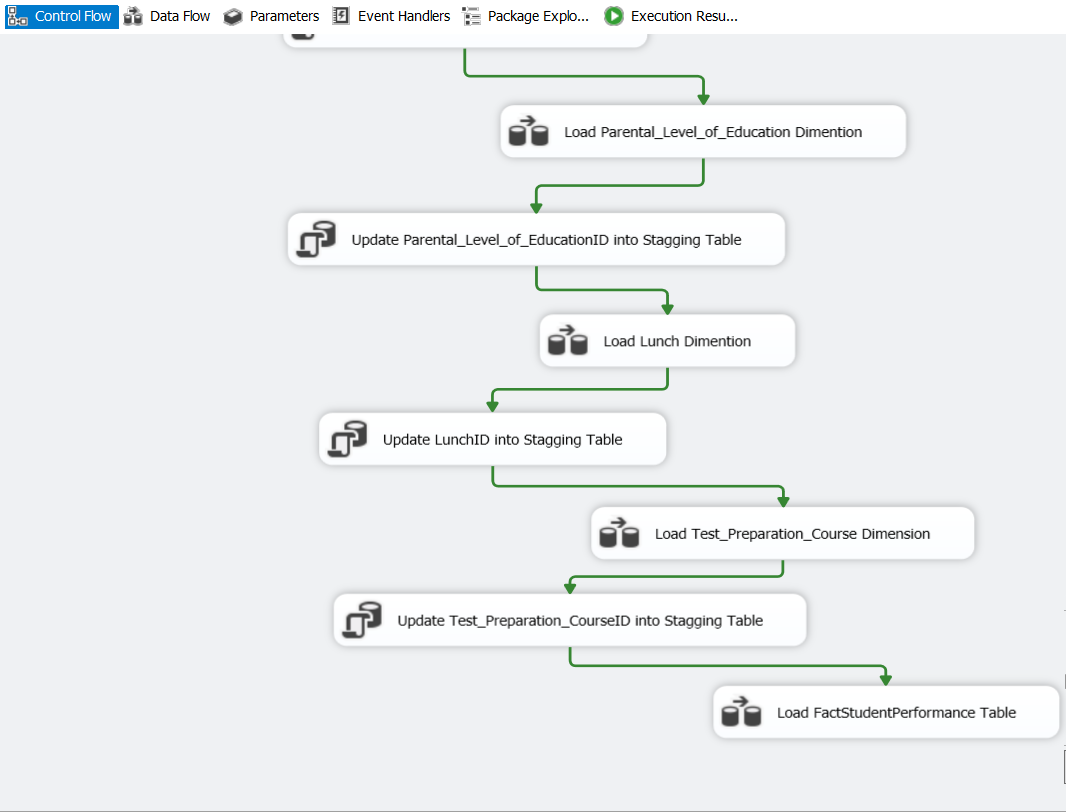 Control Flow Data Flow Parameters Event Handlers Package Explo... Execution Resu...
Load Parental_Level_of_Education Dimention
Update Parental_Level_of_EducationID into Stagging Table
Load Lunch Dimention
Update LunchID into Stagging Table
Load Test_Preparation_Course Dimension
Update Test_Preparation_CourseID into Stagging Table
Load FactStudentPerformance Table